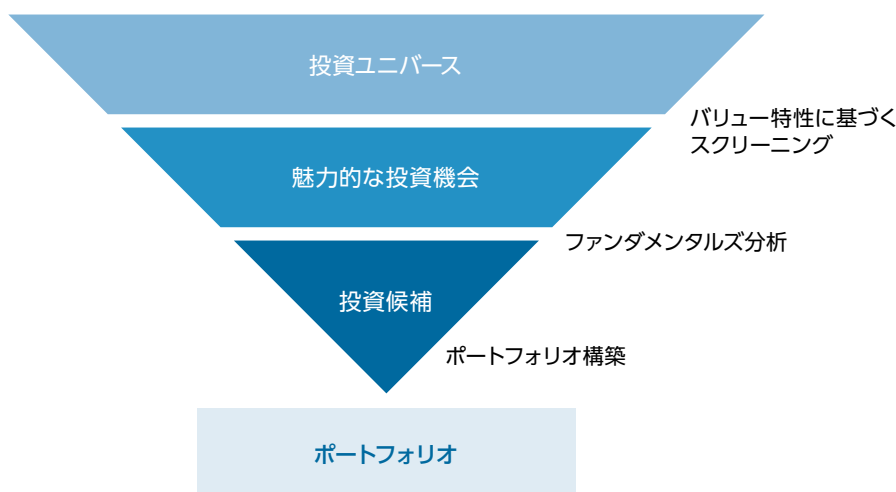 投資ユニバース
バリュー特性に基づく
スクリーニング
魅力的な投資機会
ファンダメンタルズ分析
投資候補
ポートフォリオ構築
ポートフォリオ